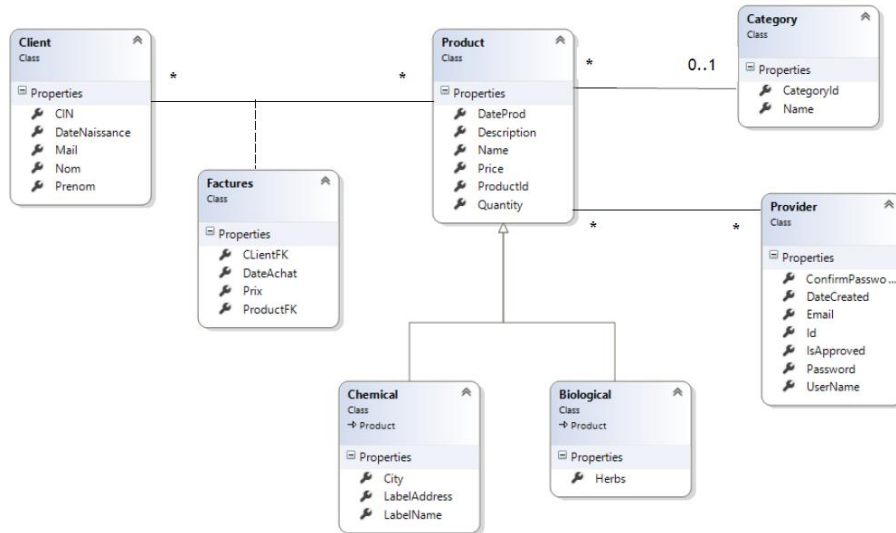 Client
Class
Properties
CIN
DateNaissance
Mail
Nom
Prenom
*
*
Product
Class
Properties
DateProd
Description
Name
Price
ProductId
Quantity
*
0..1
Category
Class
Properties
CategoryId
Name
Factures
Class
Properties
CLientFK
DateAchat
Prix
ProductFK
*
*
Provider
Class
Properties
ConfirmPasswo...
DateCreated
Email
Id
IsApproved
Password
UserName
Chemical
Class
→ Product
Properties
City
LabelAddress
LabelName
Biological
Class
→ Product
Properties
Herbs